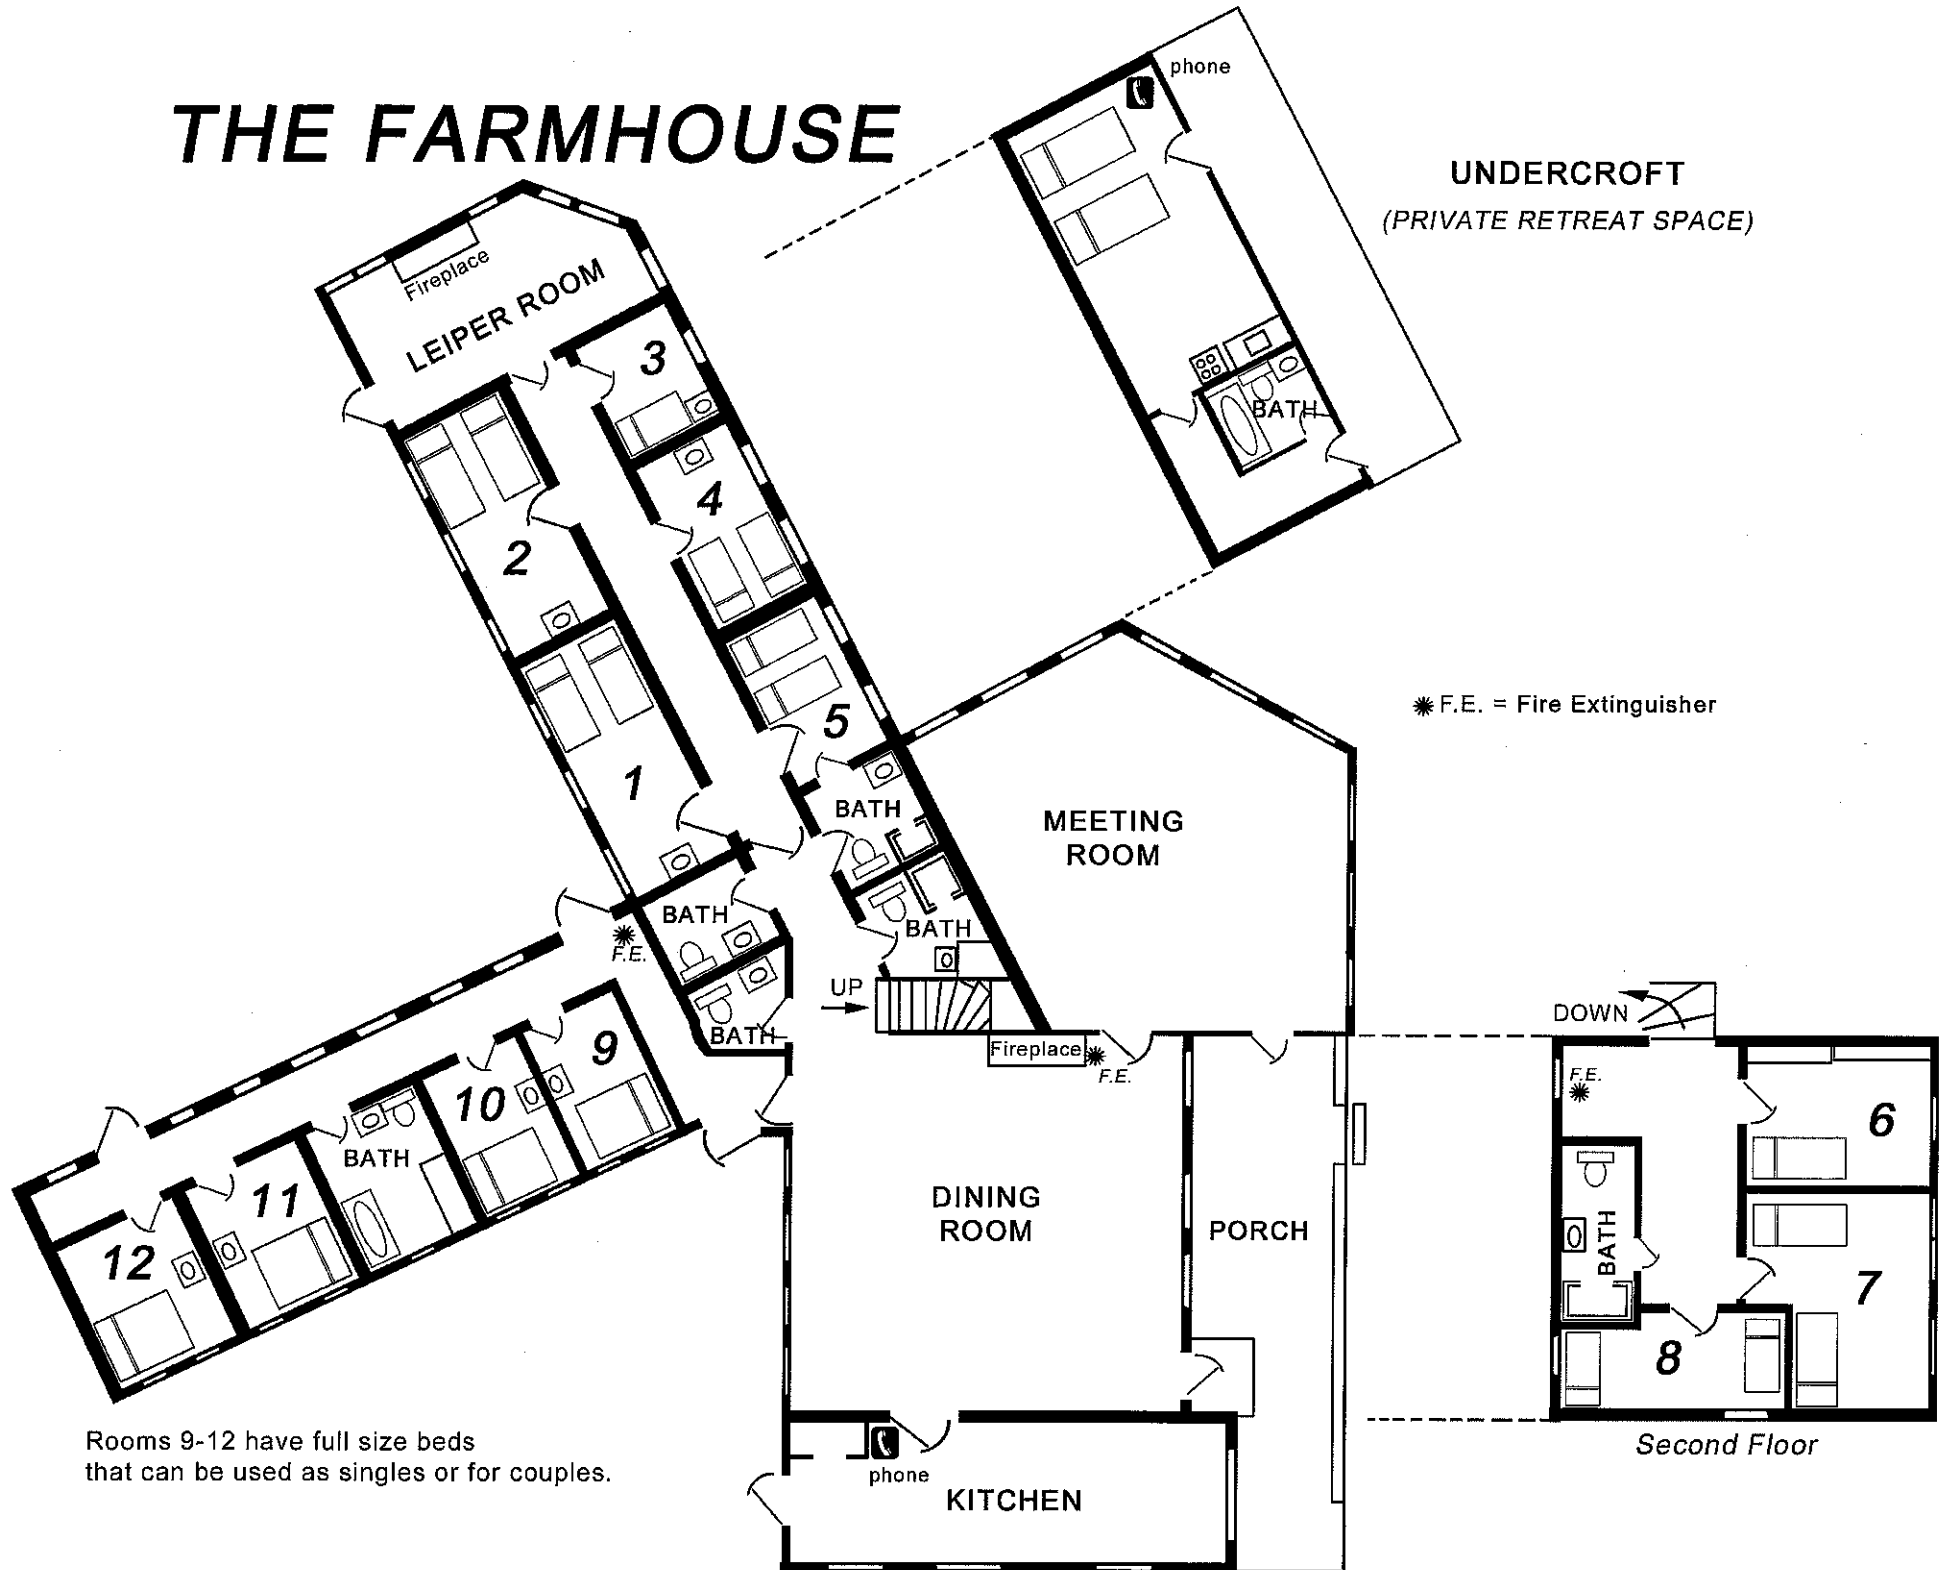 THE FARMHOUSE
phone
UNDERCROFT
(PRIVATE RETREAT SPACE)
Fireplace
LEIPER ROOM
3
BATH
4
2
F.E. = Fire Extinguisher
5
1
BATH
MEETING
ROOM
BATH
BATH
F.E.
UP
BATH
DOWN
Fireplace
F.E.
F.E.
9
10
6
BATH
11
12
DINING
ROOM
PORCH
BATH
7
8
Rooms 9-12 have full size beds
that can be used as singles or for couples.
phone
KITCHEN
Second Floor